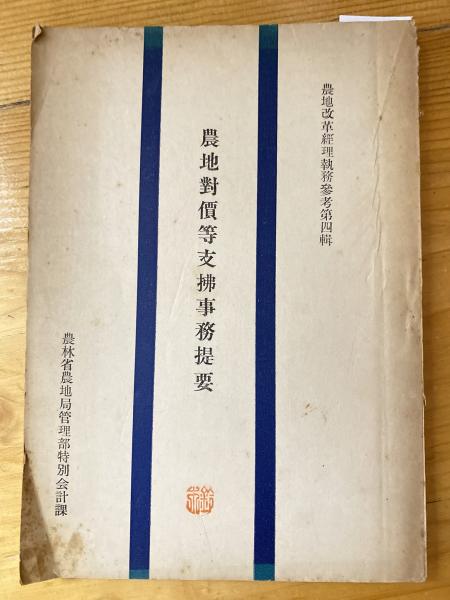 農地改革經理執務參考第四輯
農地對價等支拂事務提要
農林省農地局管理部特別会計課